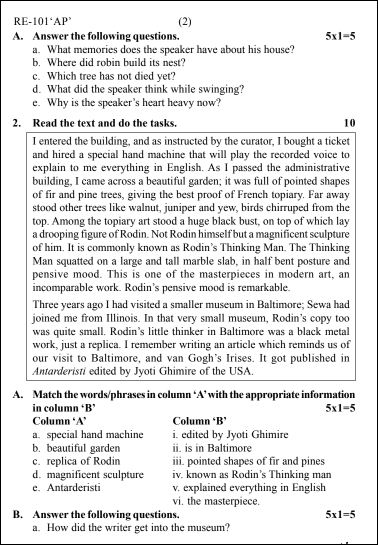 RE-101'AP' (2)
A. Answer the following questions. 5x1=5
a. What memories does the speaker have about his house?
b. Where did robin build its nest?
c. Which tree has not died yet?
d. What did the speaker think while swinging?
e. Why is the speaker's heart heavy now?
2. Read the text and do the tasks. 10
I entered the building, and as instructed by the curator, I bought a ticket
and hired a special hand machine that will play the recorded voice to
explain to me everything in English. As I passed the administrative
building, I came across a beautiful garden; it was full of pointed shapes
of fir and pine trees, giving the best proof of French topiary. Far away
stood other trees like walnut, juniper and yew, birds chirruped from the
top. Among the topiary art stood a huge black bust, on top of which lay
a drooping figure of Rodin. Not Rodin himself but a magnificent sculpture
of him. It is commonly known as Rodin's Thinking Man. The Thinking
Man squatted on a large and tall marble slab, in half bent posture and
pensive mood. This is one of the masterpieces in modern art, an
incomparable work. Rodin's pensive mood is remarkable.
Three years ago I had visited a smaller museum in Baltimore; Sewa had
joined me from Illinois. In that very small museum, Rodin's copy too
was quite small. Rodin's little thinker in Baltimore was a black metal
work, just a replica. I remember writing an article which reminds us of
our visit to Baltimore, and van Gogh's Irises. It got published in
Antarderisti edited by Jyoti Ghimire of the USA.
A. Match the words/phrases in column 'A' with the appropriate information
in column 'B' 5x1=5
Column 'A' Column 'B'
a. special hand machine i. edited by Jyoti Ghimire
b. beautiful garden ii. is in Baltimore
c. replica of Rodin iii. pointed shapes of fir and pines
d. magnificent sculpture iv. known as Rodin's Thinking man
e. Antarderisti v. explained everything in English
vi. the masterpiece.
B. Answer the following questions. 5x1=5
a. How did the writer get into the museum?